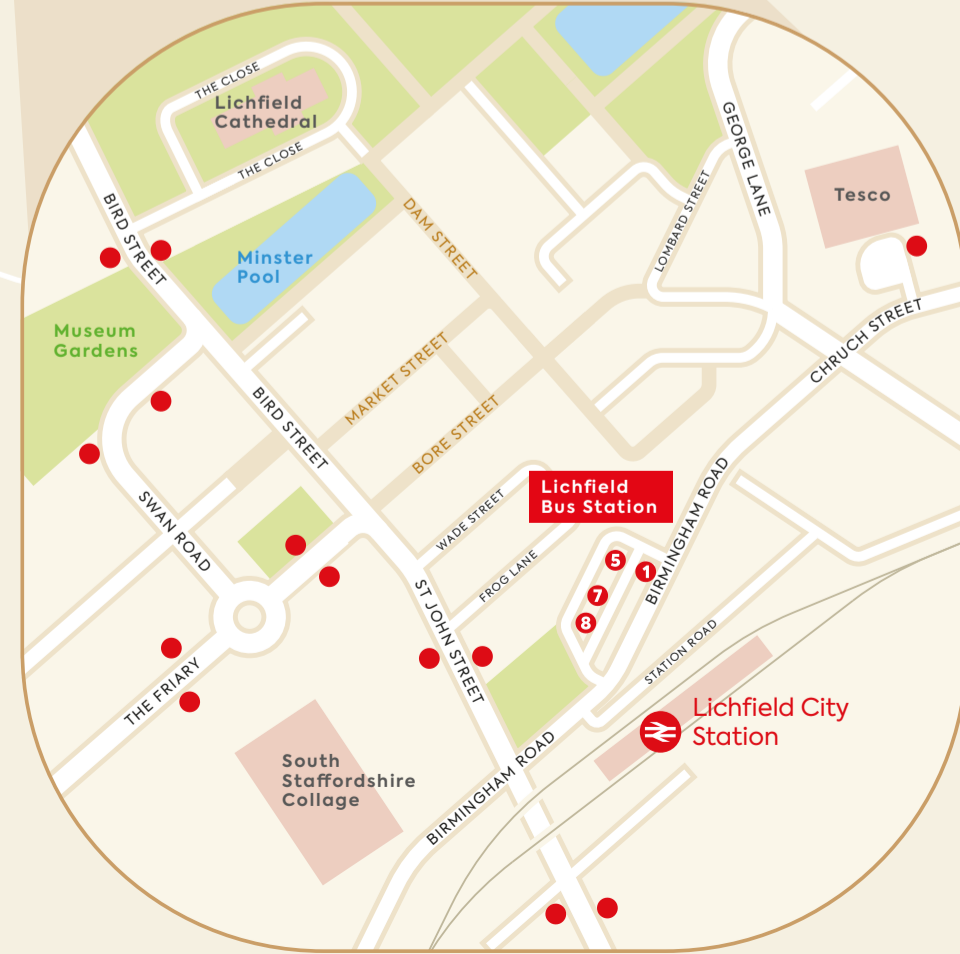 THE CLOSE
Lichfield
Cathedral
THE CLOSE
GEORGE LANE
BIRD STREET
LOMBARD STREET
Tesco
DAM STREET
Minster
Pool
Museum
Gardens
CHRUCH STREET
MARKET STREET
BIRD STREET
BORE STREET
SWAN ROAD
WADE STREET
Lichfield
Bus Station
BIRMINGHAM ROAD
FROG LANE
5
1
7
8
ST JOHN STREET
STATION ROAD
THE FRIARY
Lichfield City
Station
South
Staffordshire
Collage
BIRMINGHAM ROAD